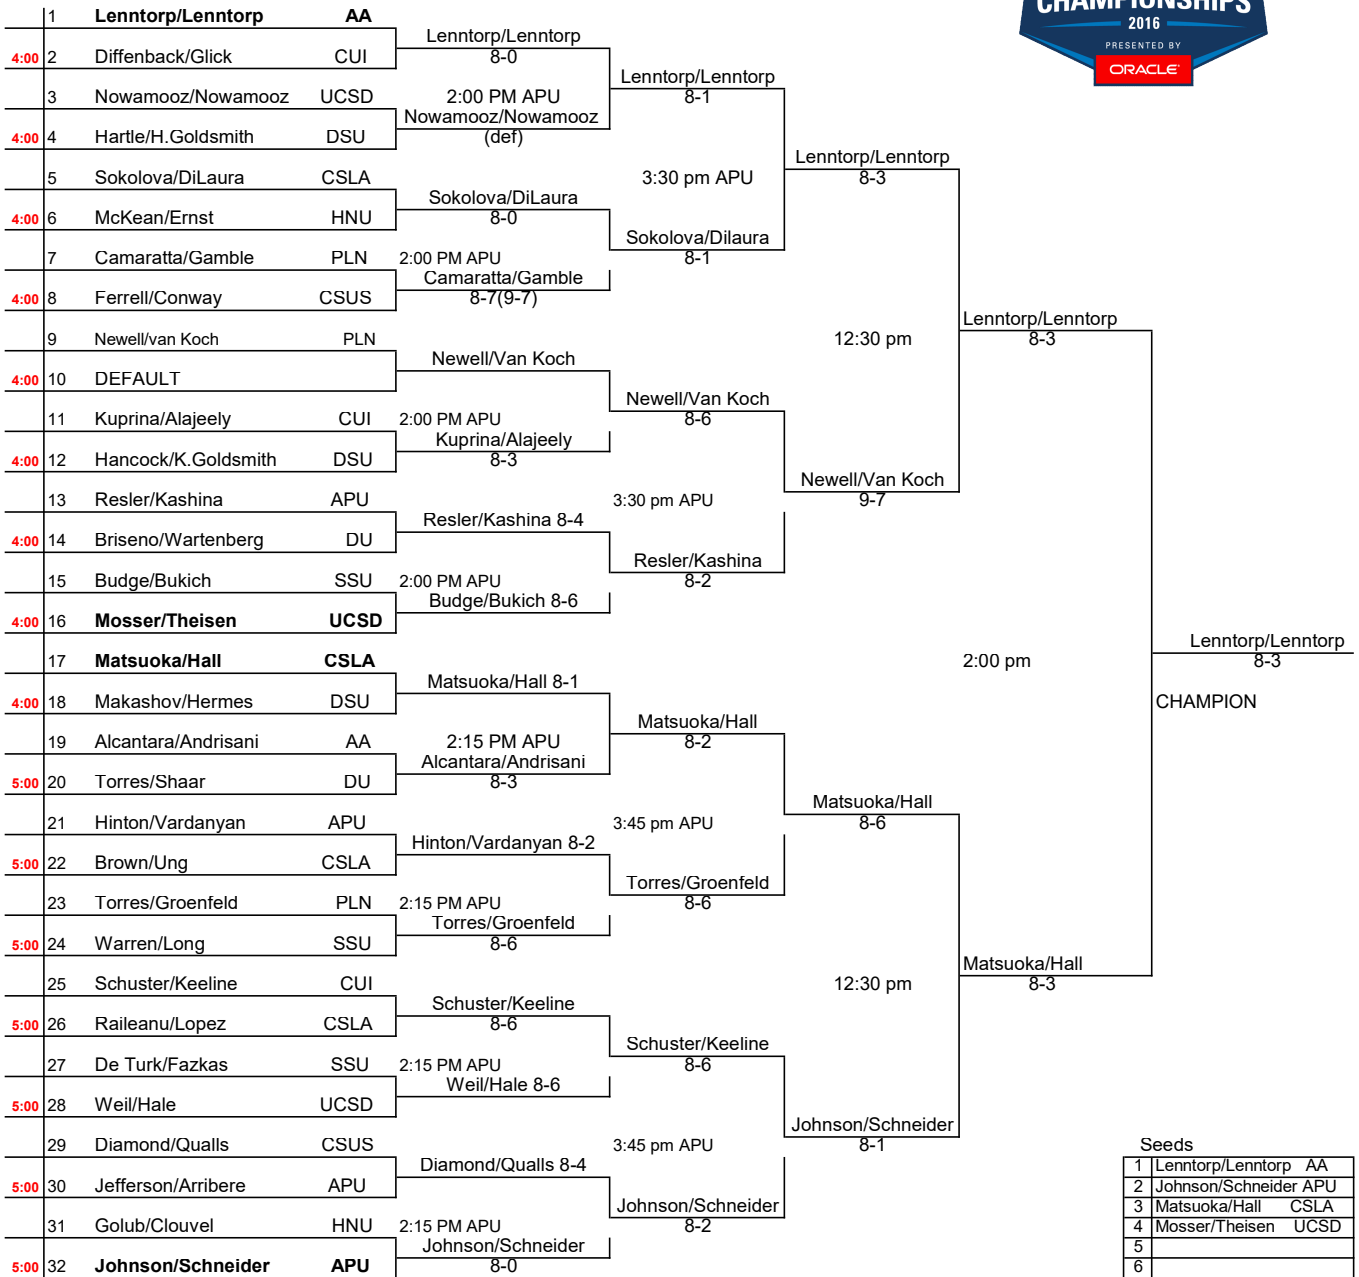 CHAMPIONSHIPS
2016
PRESENTED BY
ORACLE
1 Lenntorp/Lenntorp AA
Lenntorp/Lenntorp
4:00 2 Diffenback/Glick CUI 8-0
Lenntorp/Lenntorp
3 Nowamooz/Nowamooz UCSD 2:00 PM APU 8-1
Nowamooz/Nowamooz
4:00 4 Hartle/H.Goldsmith DSU (def)
Lenntorp/Lenntorp
5 Sokolova/DiLaura CSLA 3:30 pm APU 8-3
Sokolova/DiLaura
4:00 6 McKean/Ernst HNU 8-0
Sokolova/Dilaura
7 Camaratta/Gamble PLN 2:00 PM APU 8-1
Camaratta/Gamble
4:00 8 Ferrell/Conway CSUS 8-7(9-7)
Lenntorp/Lenntorp
9 Newell/van Koch PLN 12:30 pm 8-3
Newell/Van Koch
4:00 10 DEFAULT
Newell/Van Koch
11 Kuprina/Alajeely CUI 2:00 PM APU 8-6
Kuprina/Alajeely
4:00 12 Hancock/K.Goldsmith DSU 8-3
Newell/Van Koch
13 Resler/Kashina APU 3:30 pm APU 9-7
Resler/Kashina 8-4
4:00 14 Briseno/Wartenberg DU
Resler/Kashina
15 Budge/Bukich SSU 2:00 PM APU 8-2
Budge/Bukich 8-6
4:00 16 Mosser/Theisen UCSD
Lenntorp/Lenntorp
17 Matsuoka/Hall CSLA 2:00 pm 8-3
Matsuoka/Hall 8-1
4:00 18 Makashov/Hermes DSU CHAMPION
Matsuoka/Hall
19 Alcantara/Andrisani AA 2:15 PM APU 8-2
Alcantara/Andrisani
5:00 20 Torres/Shaar DU 8-3
Matsuoka/Hall
21 Hinton/Vardanyan APU 3:45 pm APU 8-6
Hinton/Vardanyan 8-2
5:00 22 Brown/Ung CSLA
Torres/Groenfeld
23 Torres/Groenfeld PLN 2:15 PM APU 8-6
Torres/Groenfeld
5:00 24 Warren/Long SSU 8-6
Matsuoka/Hall
25 Schuster/Keeline CUI 12:30 pm 8-3
Schuster/Keeline
5:00 26 Raileanu/Lopez CSLA 8-6
Schuster/Keeline
27 De Turk/Fazkas SSU 2:15 PM APU 8-6
Weil/Hale 8-6
5:00 28 Weil/Hale UCSD
Johnson/Schneider
29 Diamond/Qualls CSUS 3:45 pm APU 8-1
Diamond/Qualls 8-4
5:00 30 Jefferson/Arribere APU
Johnson/Schneider
31 Golub/Clouvel HNU 2:15 PM APU 8-2
Johnson/Schneider
5:00 32 Johnson/Schneider APU 8-0
Seeds
1 Lenntorp/Lenntorp AA
2 Johnson/Schneider APU
3 Matsuoka/Hall CSLA
4 Mosser/Theisen UCSD
5
6